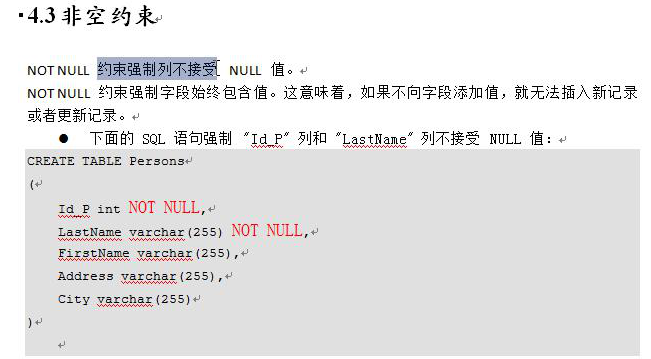 4.3 非空约束
NOT NULL 约束强制列不接受 NULL 值。
NOT NULL 约束强制字段始终包含值。这意味着，如果不向字段添加值，就无法插入新记录
或者更新记录。
● 下面的 SQL 语句强制 "Id_P" 列和 "LastName" 列不接受 NULL 值：
CREATE TABLE Persons
(
Id_P int NOT NULL,
LastName varchar(255) NOT NULL,
FirstName varchar(255),
Address varchar(255),
City varchar(255)
)